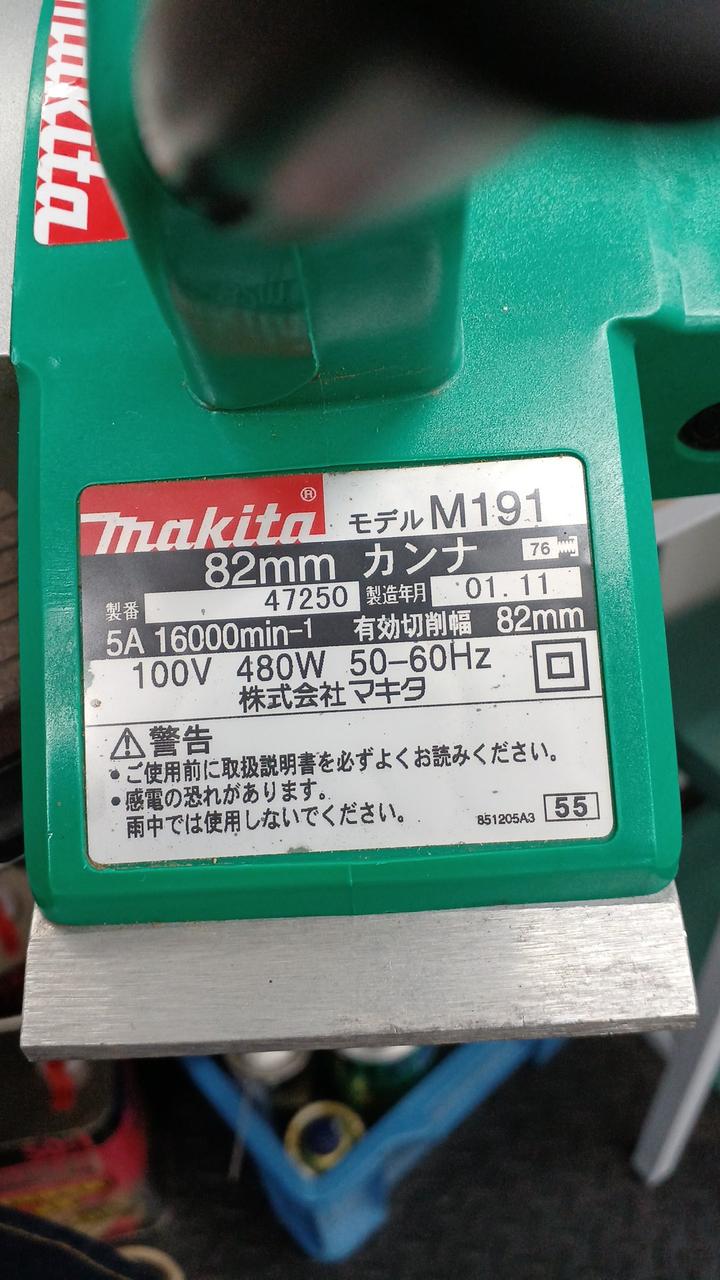 makita
makita®
モデル M191
82mm カンナ 76
製番 47250 製造年月 01.11
5A 16000min-1 有効切削幅 82mm
100V 480W 50-60Hz
株式会社 マキタ
⚠警告
•ご使用前に取扱説明書を必ずよくお読みください。
•感電の恐れがあります。
雨中では使用しないでください。
851205A3 55